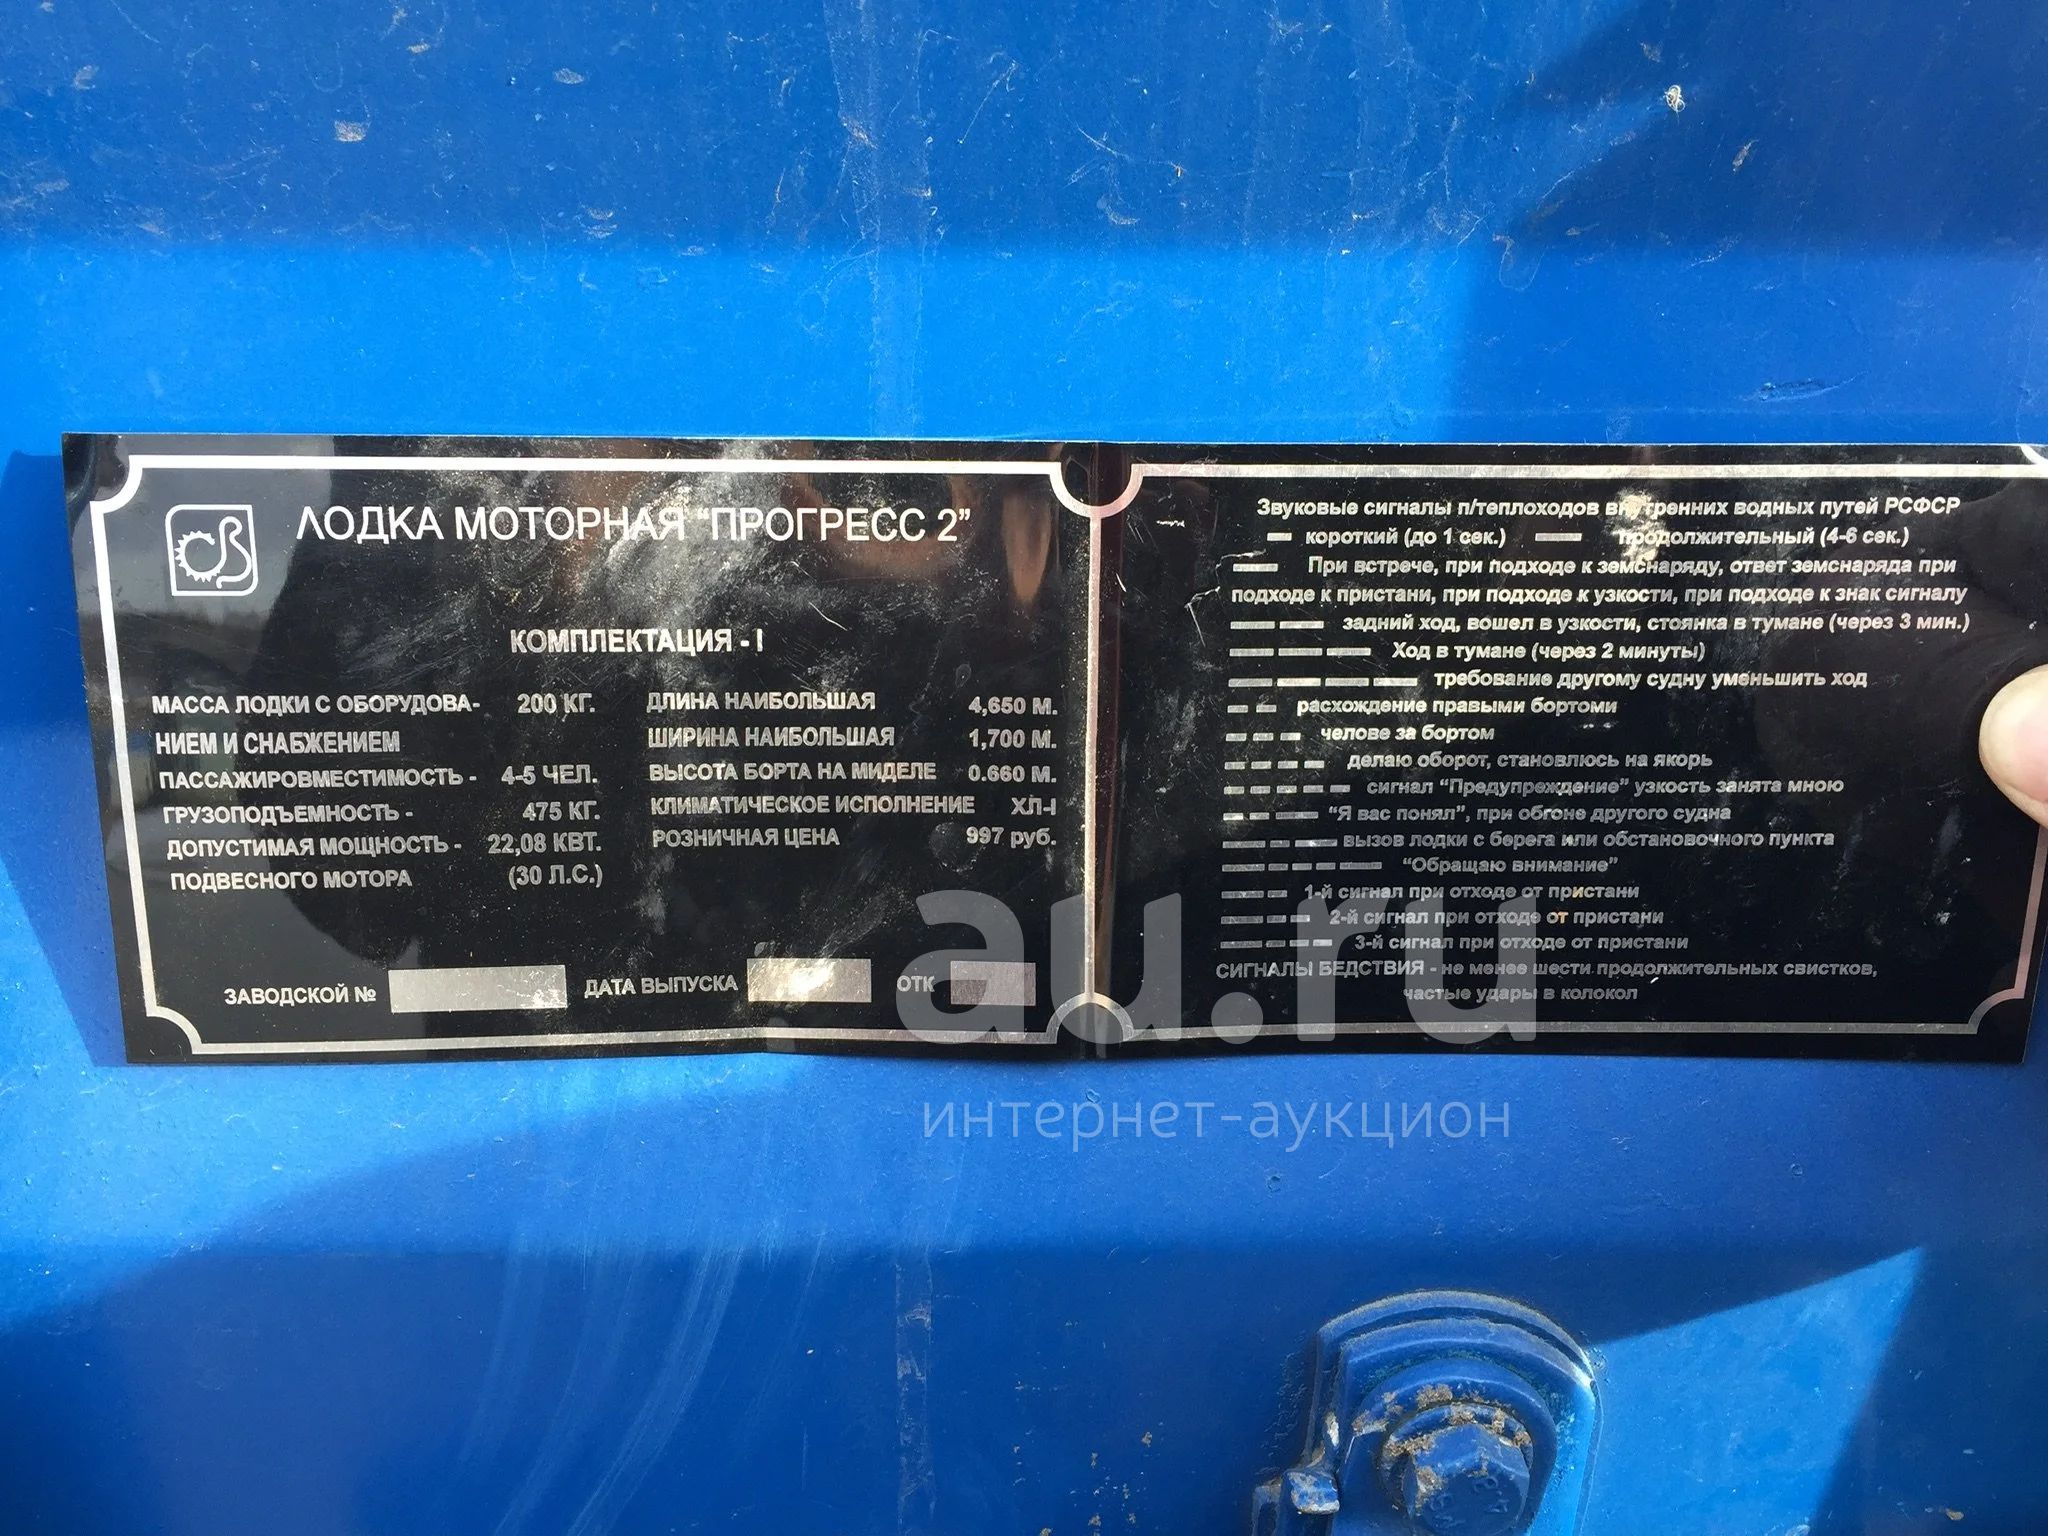 ЛОДКА МОТОРНАЯ "ПРОГРЕСС 2"
КОМПЛЕКТАЦИЯ - I
МАССА ЛОДКИ С ОБОРУДОВА- 200 КГ.
НИЕМ И СНАБЖЕНИЕМ
ПАССАЖИРОВМЕСТИМОСТЬ - 4-5 ЧЕЛ.
ГРУЗОПОДЪЕМНОСТЬ - 475 КГ.
ДОПУСТИМАЯ МОЩНОСТЬ - 22,08 КВТ.
ПОДВЕСНОГО МОТОРА (30 Л.С.)
ДЛИНА НАИБОЛЬШАЯ 4,650 М.
ШИРИНА НАИБОЛЬШАЯ 1,700 М.
ВЫСОТА БОРТА НА МИДЕЛЕ 0.660 М.
КЛИМАТИЧЕСКОЕ ИСПОЛНЕНИЕ ХЛ-I
РОЗНИЧНАЯ ЦЕНА 997 руб.
ЗАВОДСКОЙ № ДАТА ВЫПУСКА ОТК
Звуковые сигналы п/теплоходов внутренних водных путей РСФСР
короткий (до 1 сек.) продолжительный (4-6 сек.)
При встрече, при подходе к земснаряду, ответ земснаряда при
подходе к пристани, при подходе к узкости, при подходе к знак сигналу
задний ход, вошел в узкости, стоянка в тумане (через 3 мин.)
Ход в тумане (через 2 минуты)
требование другому судну уменьшить ход
расхождение правыми бортоми
челове за бортом
делаю оборот, становлюсь на якорь
сигнал "Предупреждение" узкость занята мною
"Я вас понял", при обгоне другого судна
вызов лодки с берега или обстановочного пункта
"Обращаю внимание"
1-й сигнал при отходе от пристани
2-й сигнал при отходе от пристани
3-й сигнал при отходе от пристани
СИГНАЛЫ БЕДСТВИЯ - не менее шести продолжительных свистков,
частые удары в колокол
au.ru
интернет-аукцион